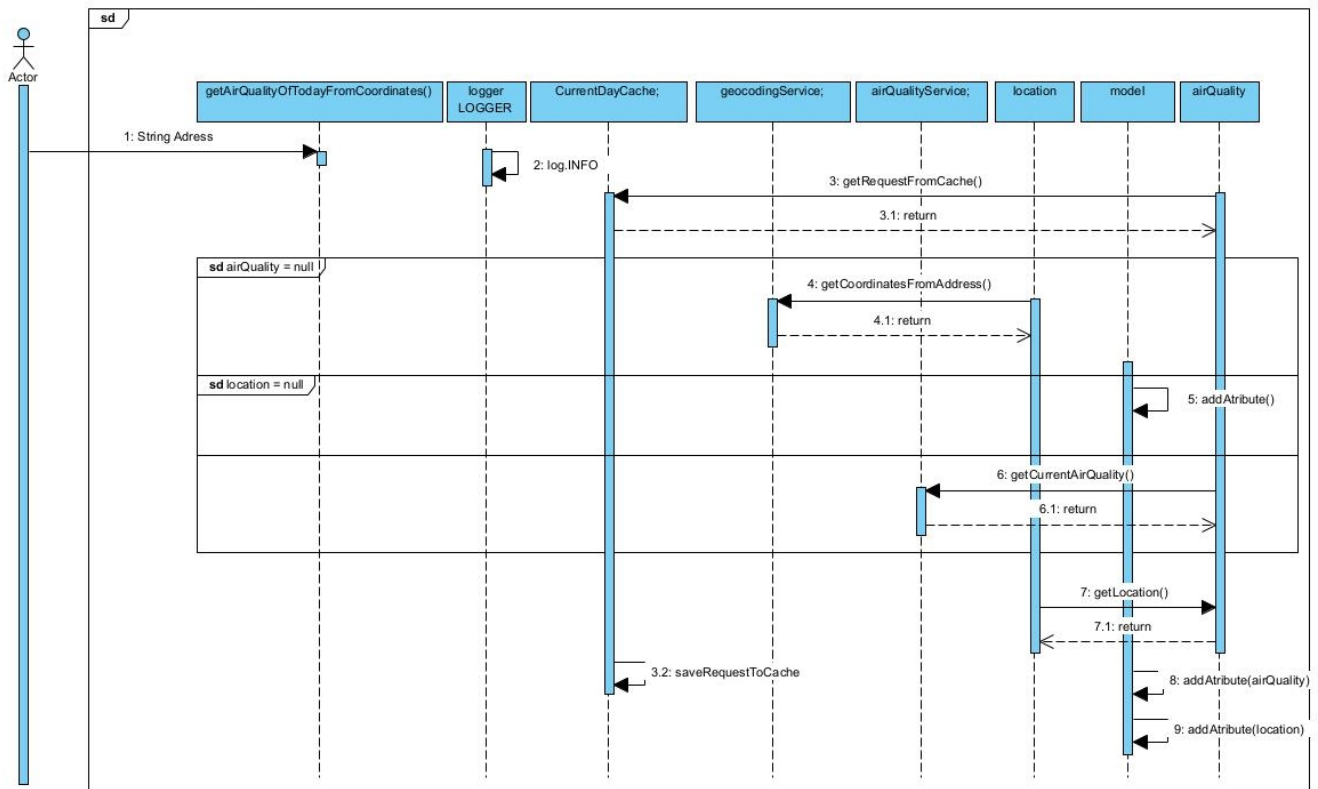 sd
Actor
getAirQualityOfTodayFromCoordinates()
logger
LOGGER
CurrentDayCache;
geocodingService;
airQualityService;
location
model
airQuality
1: String Adress
2: log.INFO
3: getRequestFromCache()
3.1: return
sd airQuality = null
4: getCoordinatesFromAddress()
4.1: return
sd location = null
5: addAtribute()
6: getCurrentAirQuality()
6.1: return
7: getLocation()
7.1: return
3.2: saveRequestToCache
8: addAtribute(airQuality)
9: addAtribute(location)